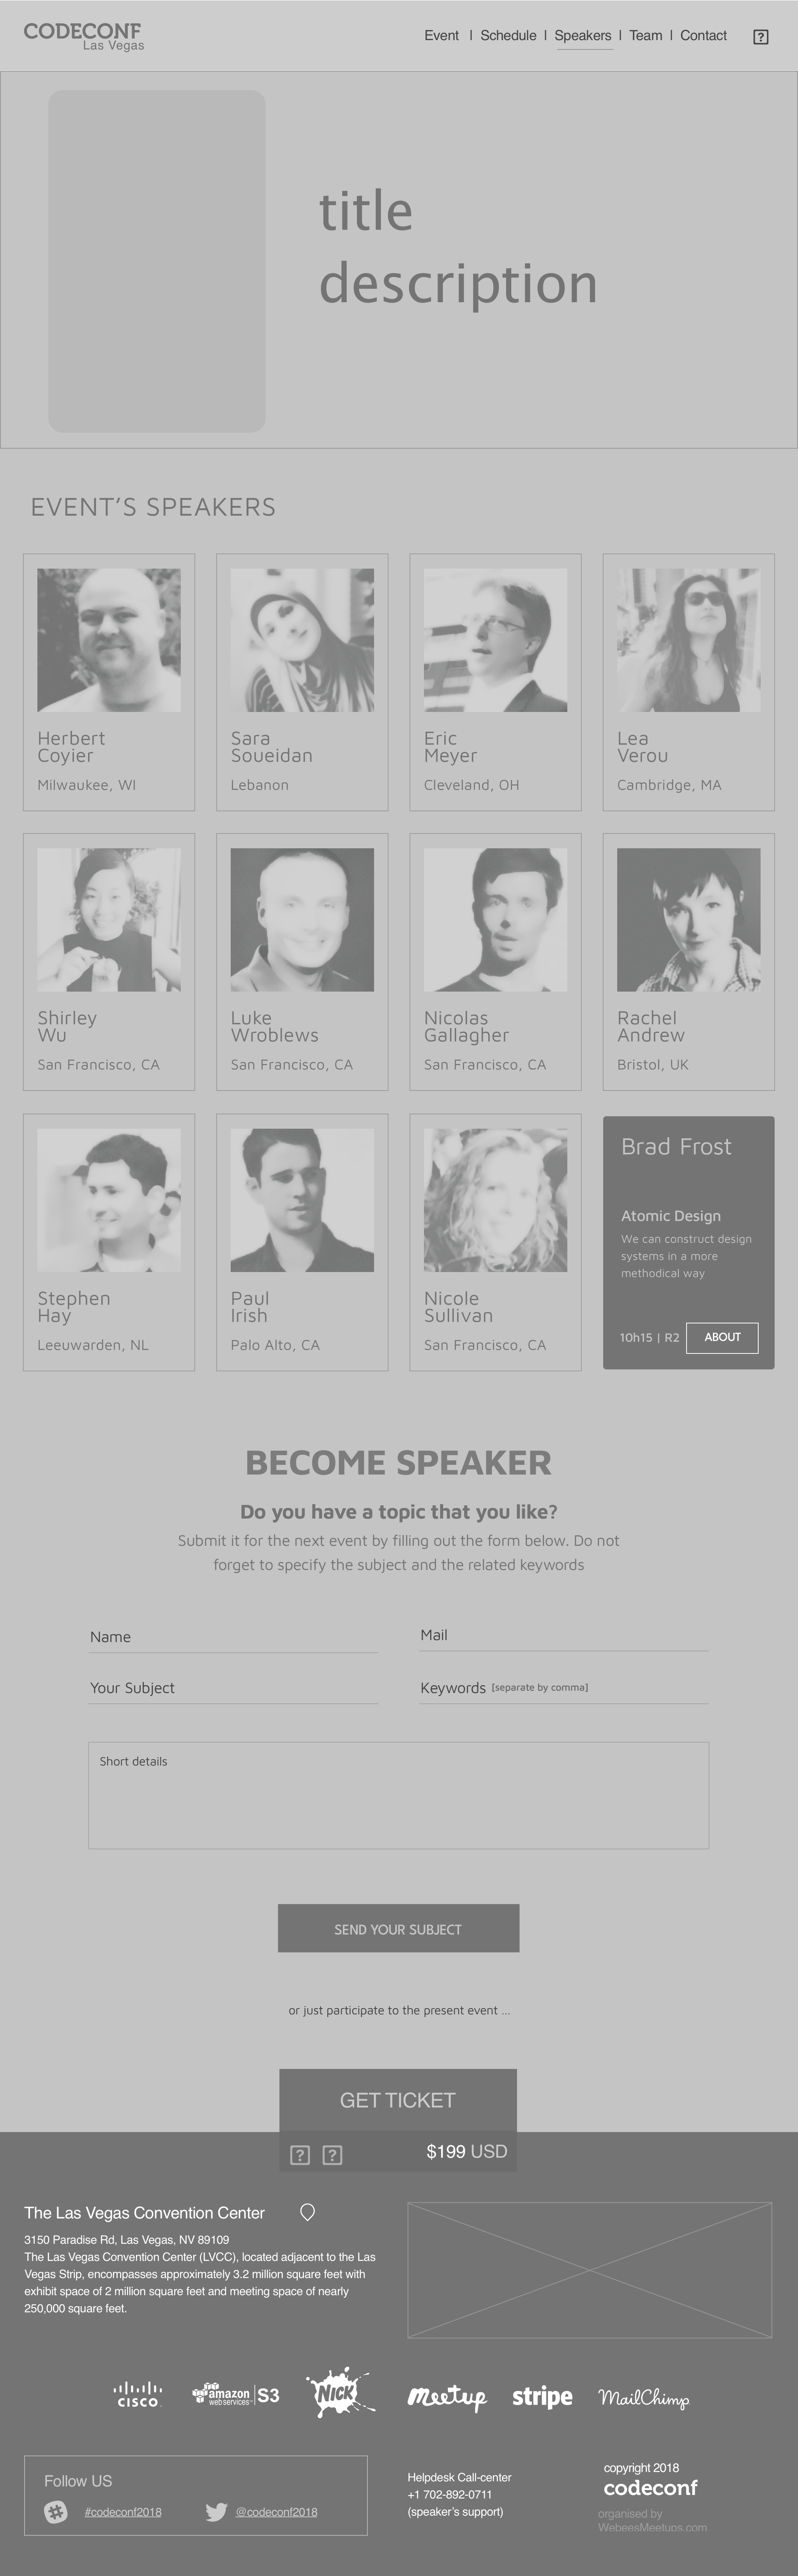 CODECONF
Las Vegas
Event | Schedule | Speakers | Team | Contact
?
title
description
EVENT’S SPEAKERS
Herbert
Coyier
Milwaukee, WI
Sara
Soueidan
Lebanon
Eric
Meyer
Cleveland, OH
Lea
Verou
Cambridge, MA
Shirley
Wu
San Francisco, CA
Luke
Wroblews
San Francisco, CA
Nicolas
Gallagher
San Francisco, CA
Rachel
Andrew
Bristol, UK
Stephen
Hay
Leeuwarden, NL
Paul
Irish
Palo Alto, CA
Nicole
Sullivan
San Francisco, CA
Brad Frost
Atomic Design
We can construct design
systems in a more
methodical way
10h15 | R2
ABOUT
BECOME SPEAKER
Do you have a topic that you like?
Submit it for the next event by filling out the form below. Do not
forget to specify the subject and the related keywords
Name
Mail
Your Subject
Keywords [separate by comma]
Short details
SEND YOUR SUBJECT
or just participate to the present event ...
GET TICKET
? ?
$199 USD
The Las Vegas Convention Center
3150 Paradise Rd, Las Vegas, NV 89109
The Las Vegas Convention Center (LVCC), located adjacent to the Las
Vegas Strip, encompasses approximately 3.2 million square feet with
exhibit space of 2 million square feet and meeting space of nearly
250,000 square feet.
CISCO
amazon
webservices
S3
NICK
Meetup
stripe
MailChimp
Follow US
#codeconf2018
@codeconf2018
Helpdesk Call-center
+1 702-892-0711
(speaker’s support)
copyright 2018
codeconf
organised by
WebeesMeetups.com